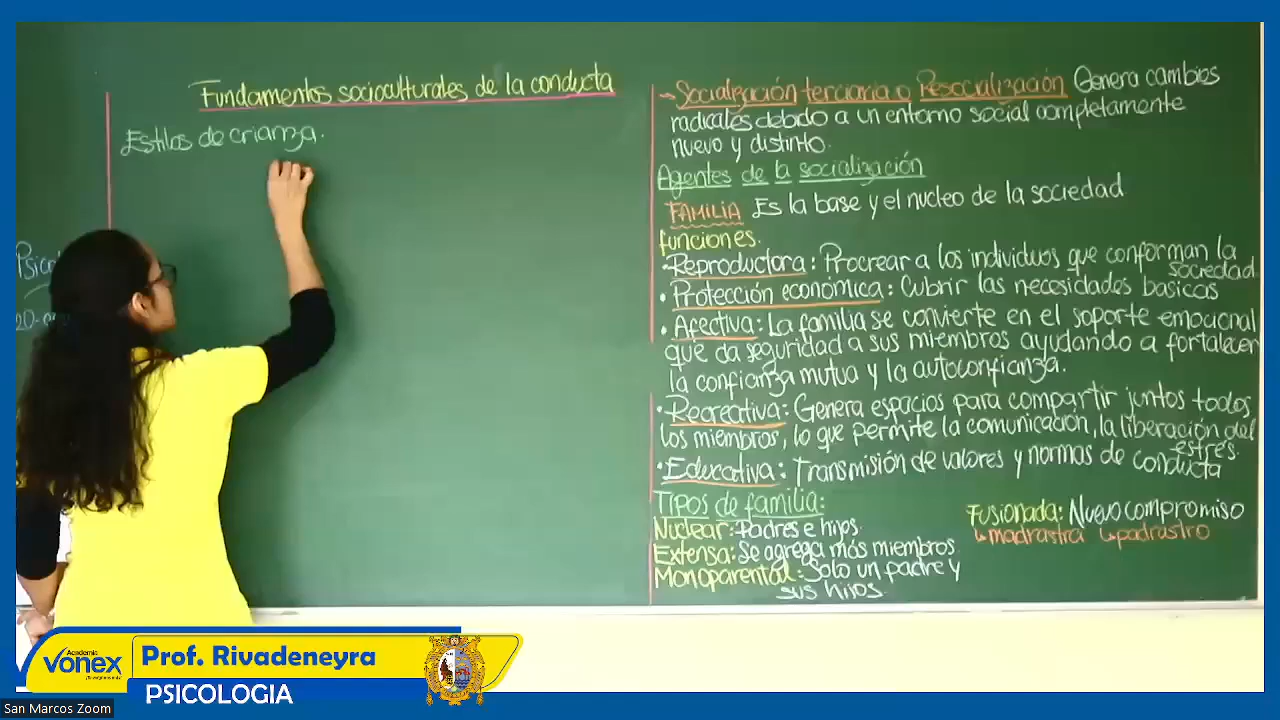 Fundamentos socioculturales de la conducta
Estilos de crianza.
Psico
20-
→ Socialización terciaria o Resocialización Genera cambios
radicales debido a un entorno social completamente
nuevo y distinto.
Agentes de la socialización
FAMILIA Es la base y el nucleo de la sociedad
funciones.
• Reproductora: Procrear a los individuos que conforman la
sociedad
• Protección económica: Cubrir las necesidades basicas
• Afectiva: La familia se convierte en el soporte emocional
que da seguridad a sus miembros ayudando a fortalecer
la confianza mutua y la autoconfianza.
• Recreativa: Genera espacios para compartir juntos todos
los miembros, lo que permite la comunicación, la liberación del
estrés.
• Educativa: Transmisión de valores y normas de conducta
Tipos de familia:
Nuclear: Padres e hijos.
Extensa: Se agrega más miembros
Monoparental: Solo un padre y
sus hijos.
Fusionada: Nuevo compromiso
↳madrastra ↳padrastro
Academia
vonex
Prof. Rivadeneyra
PSICOLOGIA
San Marcos Zoom